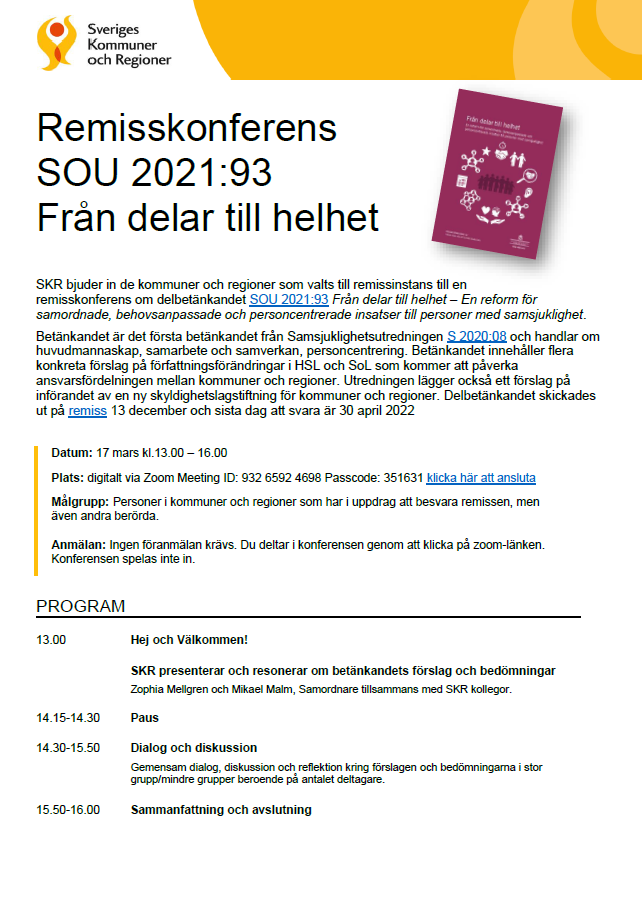 Sveriges
Kommuner
och Regioner
Remisskonferens
SOU 2021:93
Från delar till helhet
Från delar till helhet
SKR bjuder in de kommuner och regioner som valts till remissinstans till en
remisskonferens om delbetänkandet SOU 2021:93 Från delar till helhet – En reform för
samordnade, behovsanpassade och personcentrerade insatser till personer med samsjuklighet.
Betänkandet är det första betänkandet från Samsjuklighetsutredningen S 2020:08 och handlar om
huvudmannaskap, samarbete och samverkan, personcentrering. Betänkandet innehåller flera
konkreta förslag på författningsförändringar i HSL och SoL som kommer att påverka
ansvarsfördelningen mellan kommuner och regioner. Utredningen lägger också ett förslag på
införandet av en ny skyldighetslagstiftning för kommuner och regioner. Delbetänkandet skickades
ut på remiss 13 december och sista dag att svara är 30 april 2022
Datum: 17 mars kl.13.00 – 16.00
Plats: digitalt via Zoom Meeting ID: 932 6592 4698 Passcode: 351631 klicka här att ansluta
Målgrupp: Personer i kommuner och regioner som har i uppdrag att besvara remissen, men
även andra berörda.
Anmälan: Ingen föranmälan krävs. Du deltar i konferensen genom att klicka på zoom-länken.
Konferensen spelas inte in.
PROGRAM
13.00 Hej och Välkommen!
SKR presenterar och resonerar om betänkandets förslag och bedömningar
Zophia Mellgren och Mikael Malm, Samordnare tillsammans med SKR kollegor.
14.15-14.30 Paus
14.30-15.50 Dialog och diskussion
Gemensam dialog, diskussion och reflektion kring förslagen och bedömningarna i stor
grupp/mindre grupper beroende på antalet deltagare.
15.50-16.00 Sammanfattning och avslutning